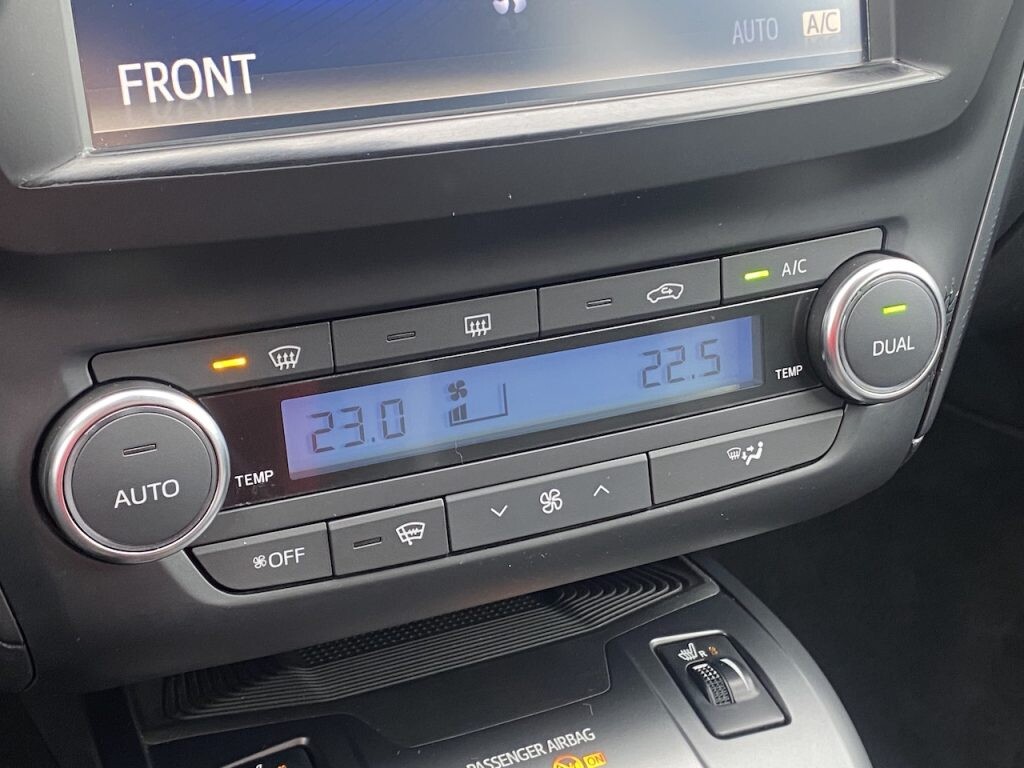 FRONT
AUTO A/C
A/C
DUAL
23.0
22.5
TEMP
AUTO
TEMP
OFF
R
PASSENGER AIRBAG
ON